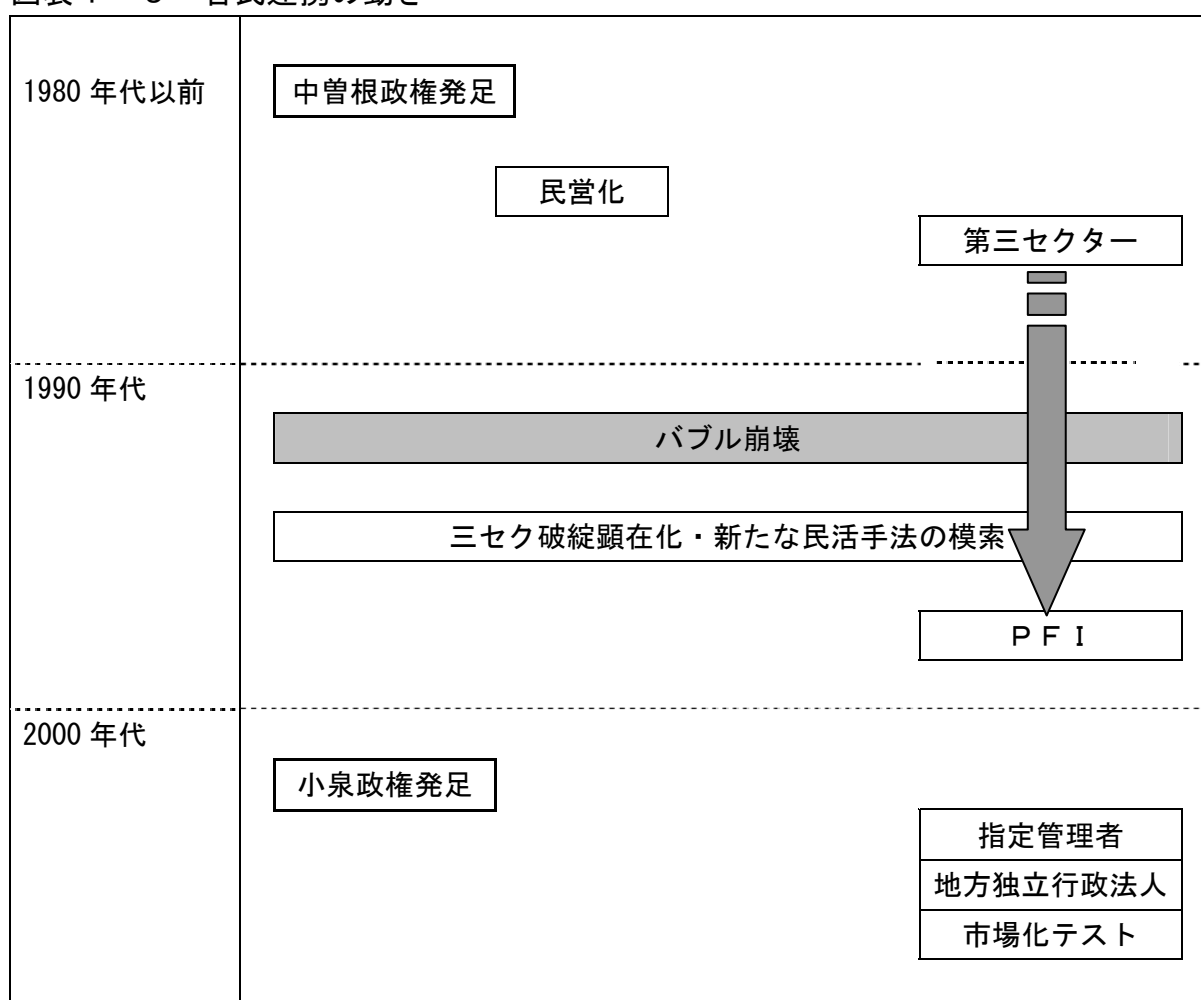 1980 年代以前
中曽根政権発足
民営化
第三セクター
1990 年代
バブル崩壊
三セク破綻顕在化・新たな民活手法の模索
ＰＦＩ
2000 年代
小泉政権発足
指定管理者
地方独立行政法人
市場化テスト